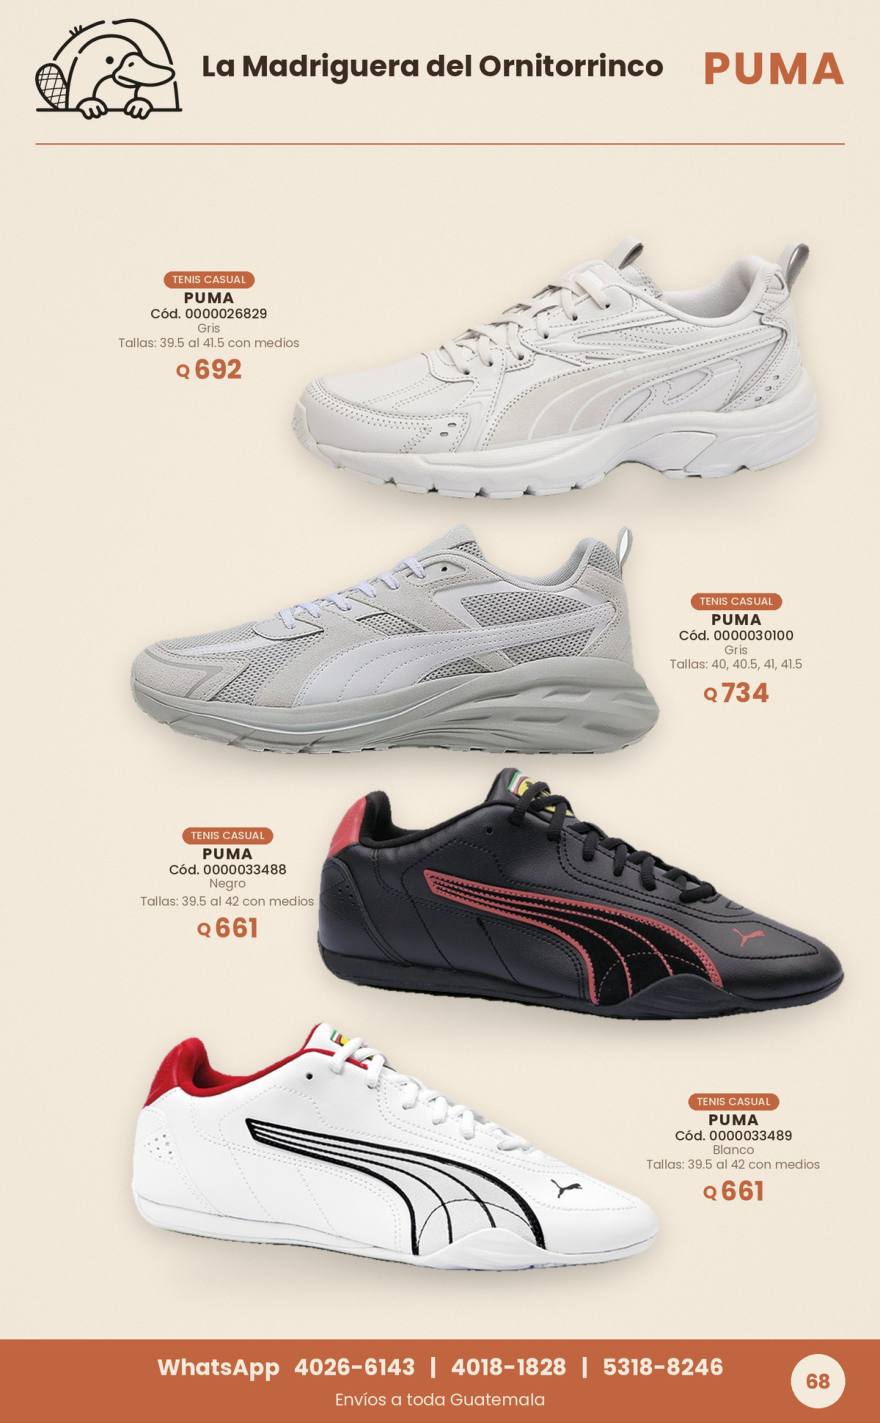 La Madriguera del Ornitorrinco
PUMA
TENIS CASUAL
PUMA
Cód. 0000026829
Gris
Tallas: 39.5 al 41.5 con medios
Q 692
TENIS CASUAL
PUMA
Cód. 0000030100
Gris
Tallas: 40, 40.5, 41, 41.5
Q 734
TENIS CASUAL
PUMA
Cód. 0000033488
Negro
Tallas: 39.5 al 42 con medios
Q 661
TENIS CASUAL
PUMA
Cód. 0000033489
Blanco
Tallas: 39.5 al 42 con medios
Q 661
WhatsApp 4026-6143 | 4018-1828 | 5318-8246
Envíos a toda Guatemala
68